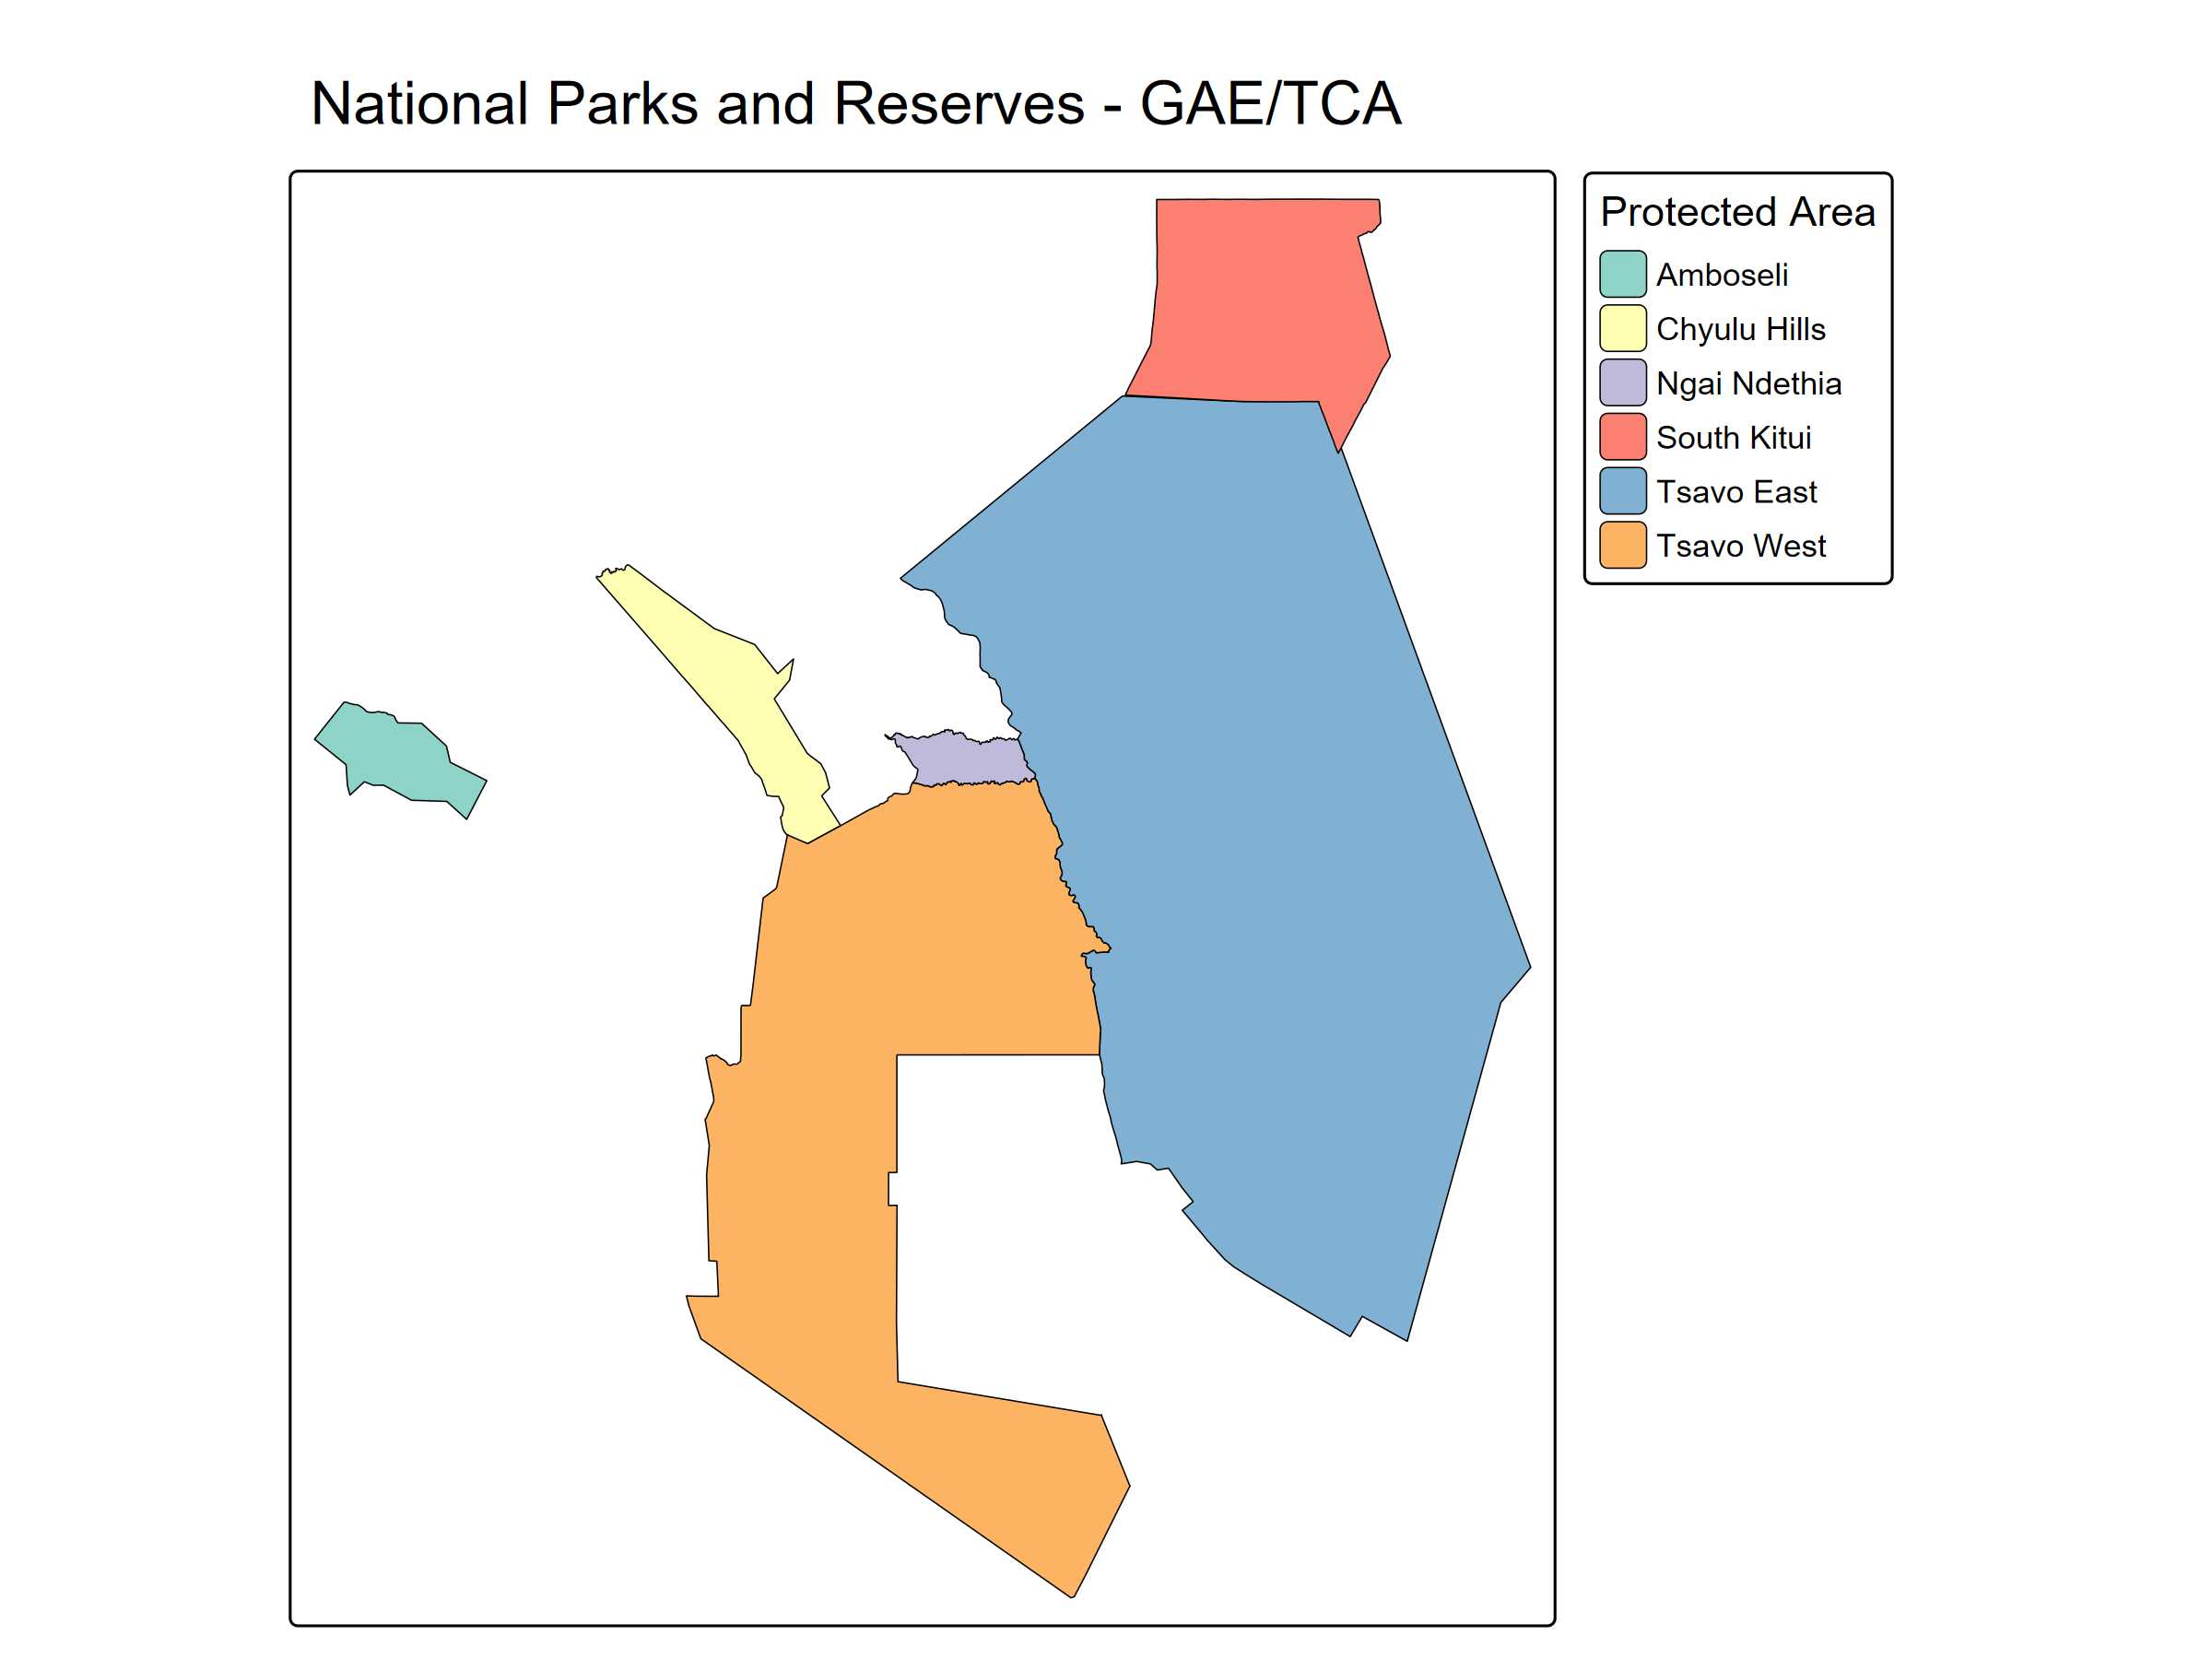 National Parks and Reserves - GAE/TCA
Protected Area
Amboseli
Chyulu Hills
Ngai Ndethia
South Kitui
Tsavo East
Tsavo West